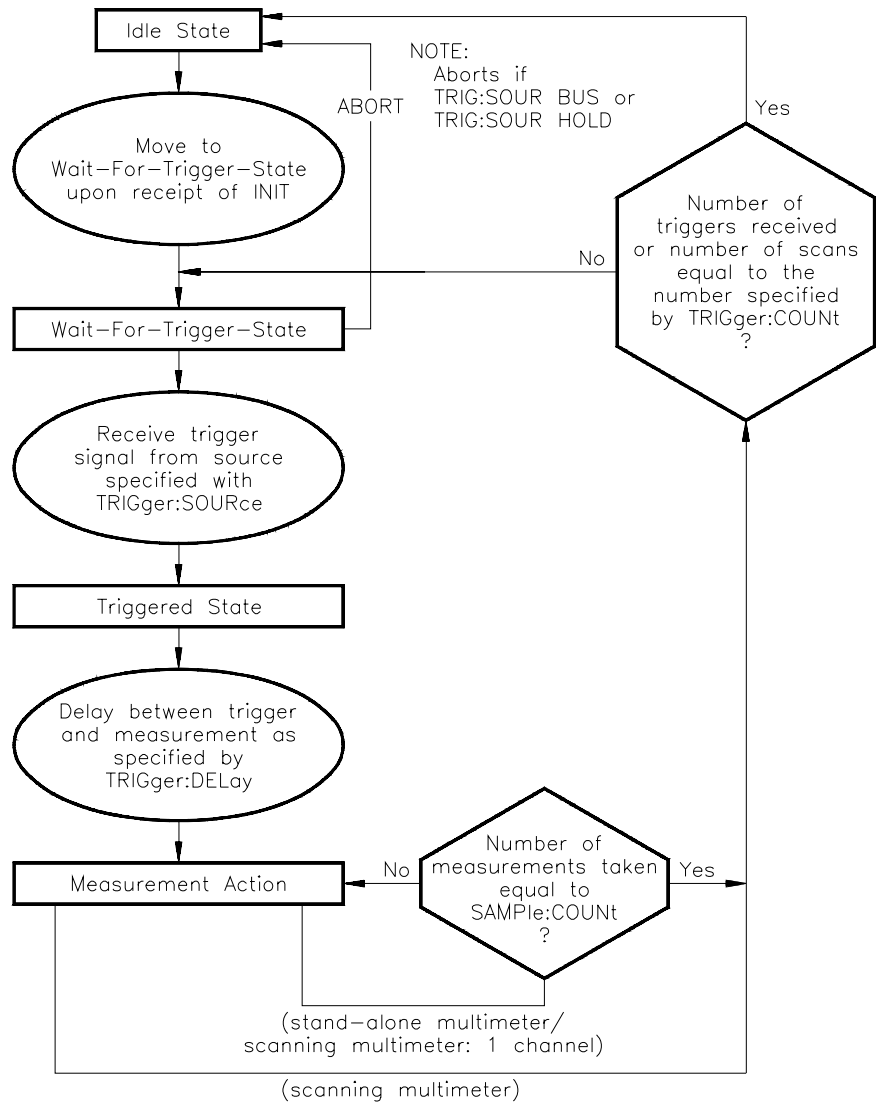 Idle State
NOTE:
Aborts if
TRIG:SOUR BUS or
TRIG:SOUR HOLD
ABORT
Yes
Move to
Wait-For-Trigger-State
upon receipt of INIT
Number of
triggers received
or number of scans
equal to the
number specified
by TRIGger:COUNt
?
No
Wait-For-Trigger-State
Receive trigger
signal from source
specified with
TRIGger:SOURce
Triggered State
Delay between trigger
and measurement as
specified by
TRIGger:DELay
Number of
measurements taken
equal to
SAMPle:COUNt
?
No
Yes
Measurement Action
(stand-alone multimeter/
scanning multimeter: 1 channel)
(scanning multimeter)